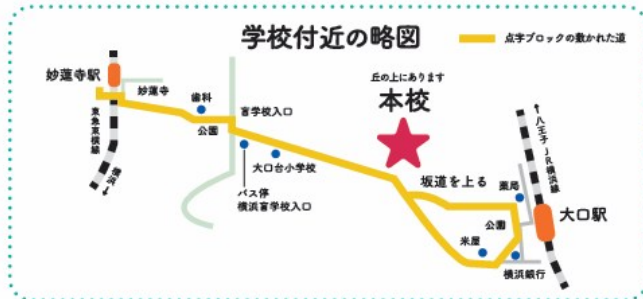 学校付近の略図
点字ブロックの敷かれた道
丘の上にあります
本校
妙蓮寺駅
妙蓮寺
歯科
公園
盲学校入口
東急東横線
横浜↓
大口台小学校
バス停
横浜盲学校入口
坂道を上る
←八王子 JR横浜線
薬局
公園
大口駅
米屋
横浜銀行